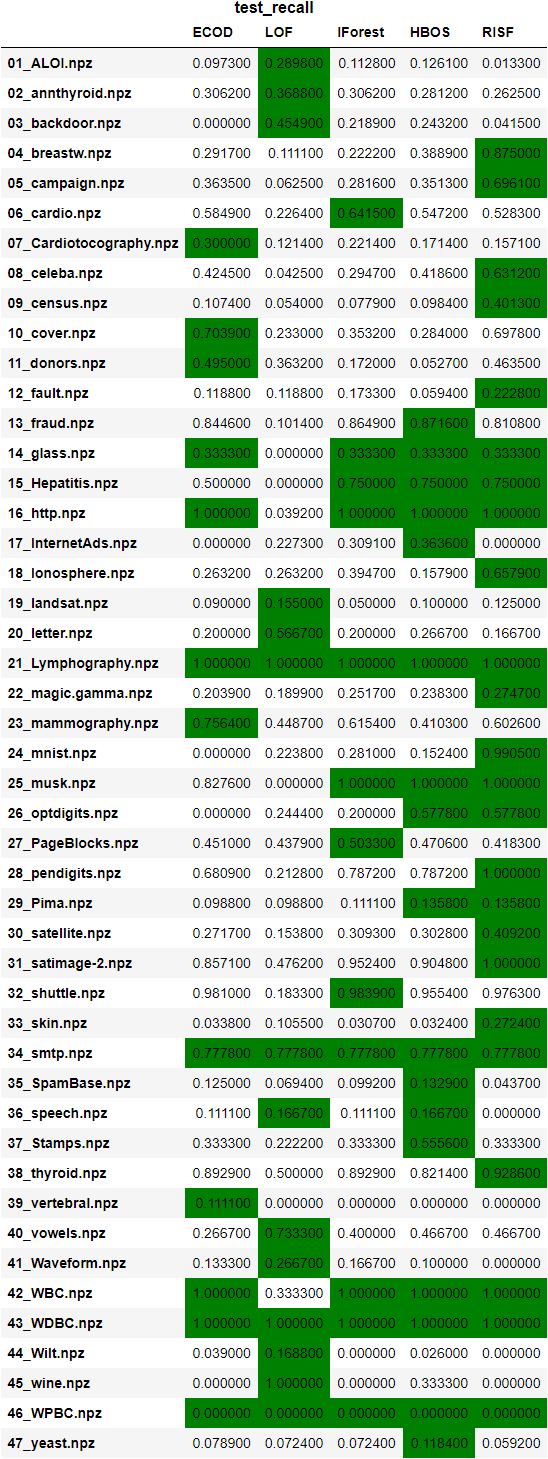 test_recall
ECOD LOF IForest HBOS RISF
01_ALOI.npz 0.097300 0.289800 0.112800 0.126100 0.013300
02_annthyroid.npz 0.306200 0.368800 0.306200 0.281200 0.262500
03_backdoor.npz 0.000000 0.454900 0.218900 0.243200 0.041500
04_breastw.npz 0.291700 0.111100 0.222200 0.388900 0.875000
05_campaign.npz 0.363500 0.062500 0.281600 0.351300 0.696100
06_cardio.npz 0.584900 0.226400 0.641500 0.547200 0.528300
07_Cardiotocography.npz 0.300000 0.121400 0.221400 0.171400 0.157100
08_celeba.npz 0.424500 0.042500 0.294700 0.418600 0.631200
09_census.npz 0.107400 0.054000 0.077900 0.098400 0.401300
10_cover.npz 0.703900 0.233000 0.353200 0.284000 0.697800
11_donors.npz 0.495000 0.363200 0.172000 0.052700 0.463500
12_fault.npz 0.118800 0.118800 0.173300 0.059400 0.222800
13_fraud.npz 0.844600 0.101400 0.864900 0.871600 0.810800
14_glass.npz 0.333300 0.000000 0.333300 0.333300 0.333300
15_Hepatitis.npz 0.500000 0.000000 0.750000 0.750000 0.750000
16_http.npz 1.000000 0.039200 1.000000 1.000000 1.000000
17_InternetAds.npz 0.000000 0.227300 0.309100 0.363600 0.000000
18_Ionosphere.npz 0.263200 0.263200 0.394700 0.157900 0.657900
19_landsat.npz 0.090000 0.155000 0.050000 0.100000 0.125000
20_letter.npz 0.200000 0.566700 0.200000 0.266700 0.166700
21_Lymphography.npz 1.000000 1.000000 1.000000 1.000000 1.000000
22_magic.gamma.npz 0.203900 0.189900 0.251700 0.238300 0.274700
23_mammography.npz 0.756400 0.448700 0.615400 0.410300 0.602600
24_mnist.npz 0.000000 0.223800 0.281000 0.152400 0.990500
25_musk.npz 0.827600 0.000000 1.000000 1.000000 1.000000
26_optdigits.npz 0.000000 0.244400 0.200000 0.577800 0.577800
27_PageBlocks.npz 0.451000 0.437900 0.503300 0.470600 0.418300
28_pendigits.npz 0.680900 0.212800 0.787200 0.787200 1.000000
29_Pima.npz 0.098800 0.098800 0.111100 0.135800 0.135800
30_satellite.npz 0.271700 0.153800 0.309300 0.302800 0.409200
31_satimage-2.npz 0.857100 0.476200 0.952400 0.904800 1.000000
32_shuttle.npz 0.981000 0.183300 0.983900 0.955400 0.976300
33_skin.npz 0.033800 0.105500 0.030700 0.032400 0.272400
34_smtp.npz 0.777800 0.777800 0.777800 0.777800 0.777800
35_SpamBase.npz 0.125000 0.069400 0.099200 0.132900 0.043700
36_speech.npz 0.111100 0.166700 0.111100 0.166700 0.000000
37_Stamps.npz 0.333300 0.222200 0.333300 0.555600 0.333300
38_thyroid.npz 0.892900 0.500000 0.892900 0.821400 0.928600
39_vertebral.npz 0.111100 0.000000 0.000000 0.000000 0.000000
40_vowels.npz 0.266700 0.733300 0.400000 0.466700 0.466700
41_Waveform.npz 0.133300 0.266700 0.166700 0.100000 0.000000
42_WBC.npz 1.000000 0.333300 1.000000 1.000000 1.000000
43_WDBC.npz 1.000000 1.000000 1.000000 1.000000 1.000000
44_Wilt.npz 0.039000 0.168800 0.000000 0.026000 0.000000
45_wine.npz 0.000000 1.000000 0.000000 0.333300 0.000000
46_WPBC.npz 0.000000 0.000000 0.000000 0.000000 0.000000
47_yeast.npz 0.078900 0.072400 0.072400 0.118400 0.059200